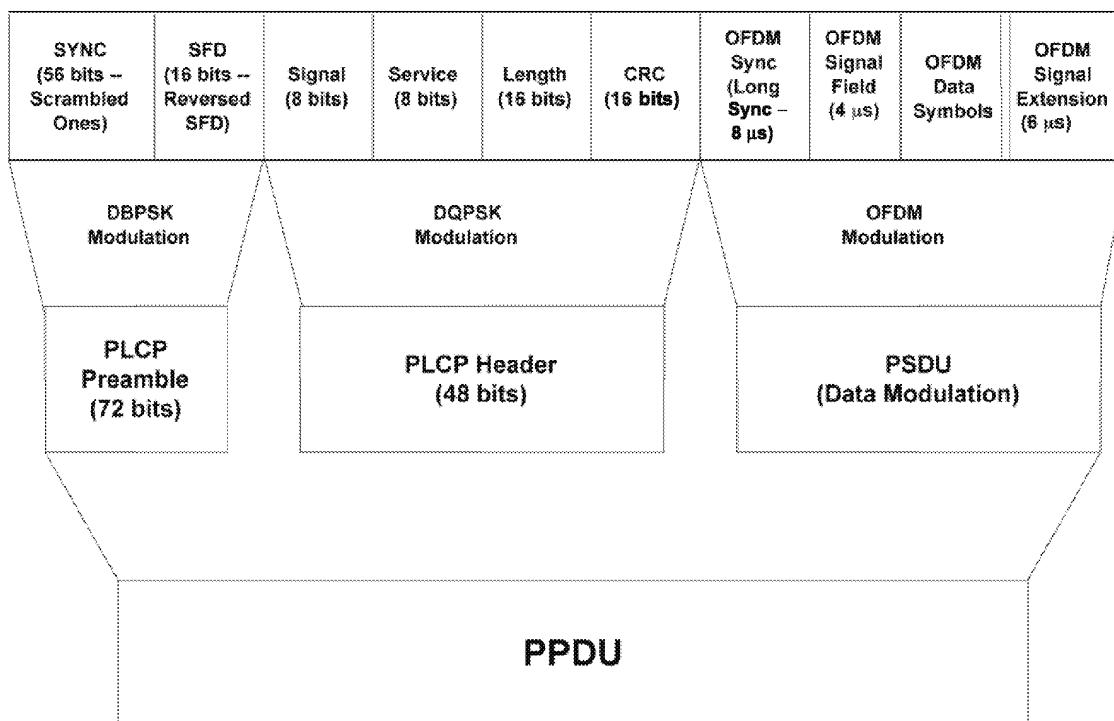 SYNC
(56 bits –
Scrambled
Ones)
SFD
(16 bits --
Reversed
SFD)
Signal
(8 bits)
Service
(8 bits)
Length
(16 bits)
CRC
(16 bits)
OFDM
Sync
(Long
Sync –
8 μs)
OFDM
Signal
Field
(4 μs)
OFDM
Data
Symbols
OFDM
Signal
Extension
(6 μs)
DBPSK
Modulation
DQPSK
Modulation
OFDM
Modulation
PLCP
Preamble
(72 bits)
PLCP Header
(48 bits)
PSDU
(Data Modulation)
PPDU